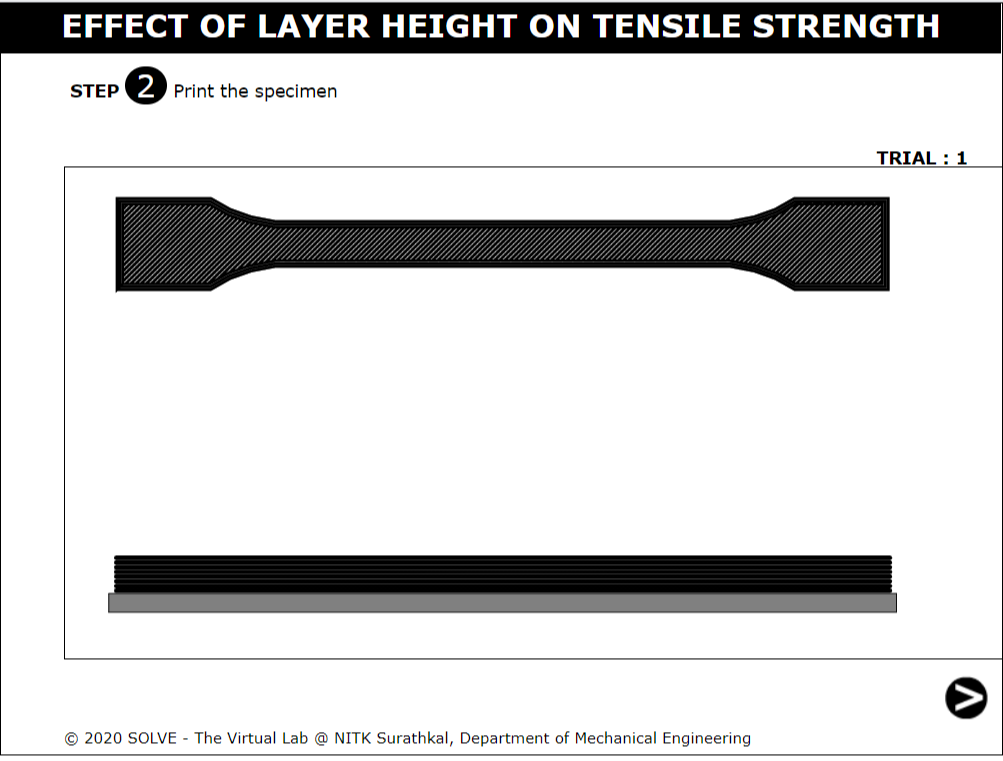 EFFECT OF LAYER HEIGHT ON TENSILE STRENGTH
STEP 2 Print the specimen
TRIAL : 1
>
© 2020 SOLVE - The Virtual Lab @ NITK Surathkal, Department of Mechanical Engineering